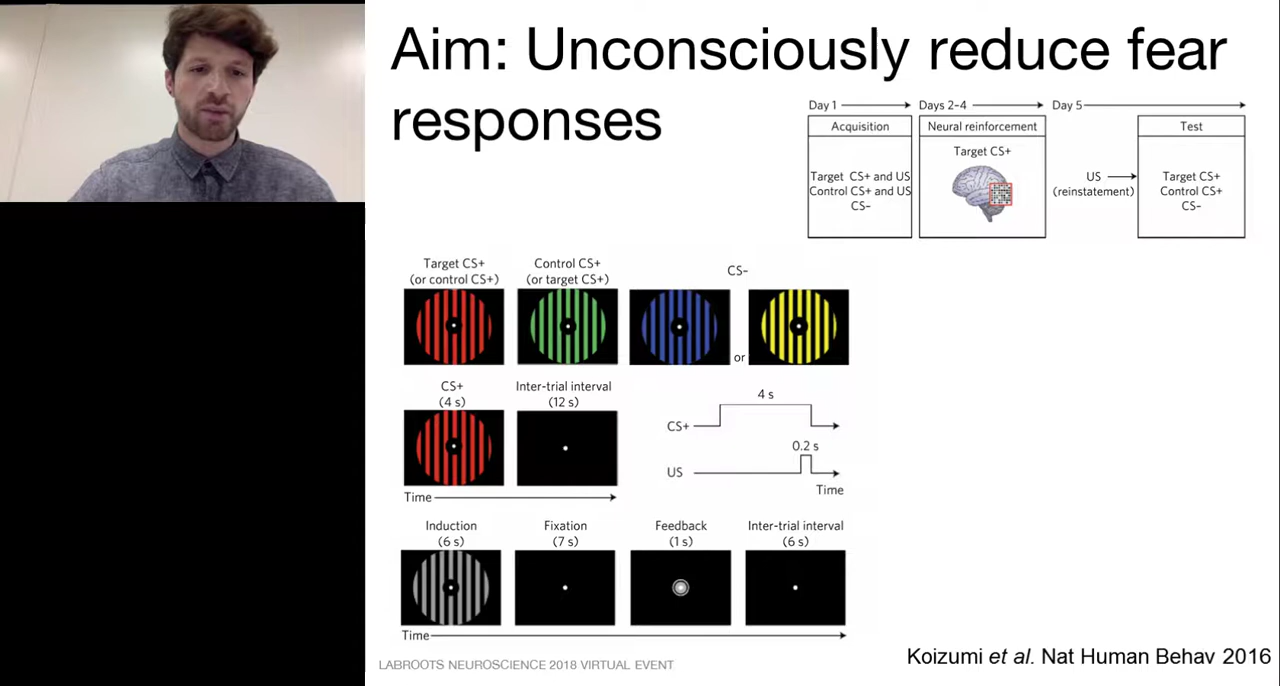 Aim: Unconsciously reduce fear
responses
Day 1
Days 2–4
Day 5
Acquisition
Neural reinforcement
Test
Target CS+
Target CS+ and US
Control CS+ and US
CS–
US
(reinstatement)
Target CS+
Control CS+
CS–
Target CS+
(or control CS+)
Control CS+
(or target CS+)
CS–
or
CS+
(4 s)
Inter-trial interval
(12 s)
Time
4 s
CS+
0.2 s
US
Time
Induction
(6 s)
Fixation
(7 s)
Feedback
(1 s)
Inter-trial interval
(6 s)
Time
LABROOTS NEUROSCIENCE 2018 VIRTUAL EVENT
Koizumi et al. Nat Human Behav 2016